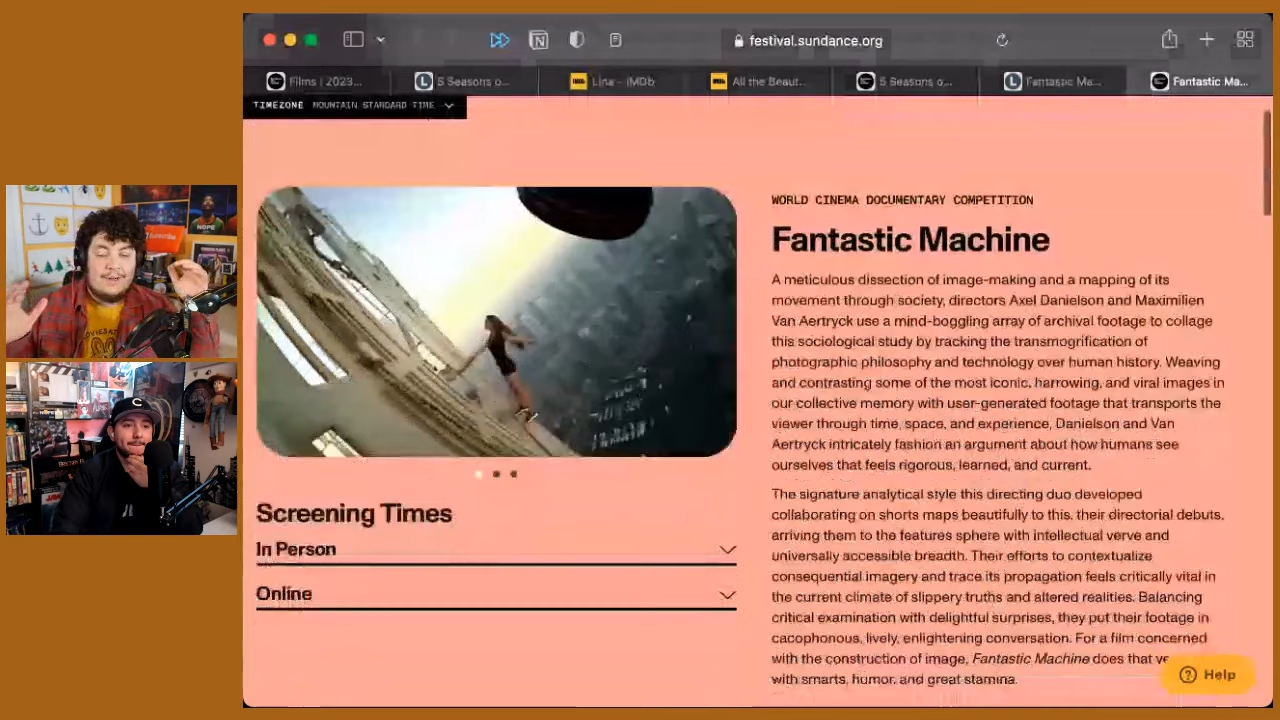 festival.sundance.org
Films | 2023...
5 Seasons o...
Line - IMDb
All the Beaut...
5 Seasons o...
Fantastic Ma...
Fantastic Ma...
TIMEZONE MOUNTAIN STANDARD TIME
NOPE
WORLD CINEMA DOCUMENTARY COMPETITION
Fantastic Machine
A meticulous dissection of image-making and a mapping of its
movement through society, directors Axel Danielson and Maximilien
Van Aertryck use a mind-boggling array of archival footage to collage
this sociological study by tracking the transmogrification of
photographic philosophy and technology over human history. Weaving
and contrasting some of the most iconic, harrowing, and viral images in
our collective memory with user-generated footage that transports the
viewer through time, space, and experience, Danielson and Van
Aertryck intricately fashion an argument about how humans see
ourselves that feels rigorous, learned, and current.
The signature analytical style this directing duo developed
collaborating on shorts maps beautifully to this, their directorial debuts,
arriving them to the features sphere with intellectual verve and
universally accessible breadth. Their efforts to contextualize
consequential imagery and trace its propagation feels critically vital in
the current climate of slippery truths and altered realities. Balancing
critical examination with delightful surprises, they put their footage in
cacophonous, lively, enlightening conversation. For a film concerned
with the construction of image, Fantastic Machine does that ve
with smarts, humor, and great stamina.
Screening Times
In Person
Online
Help